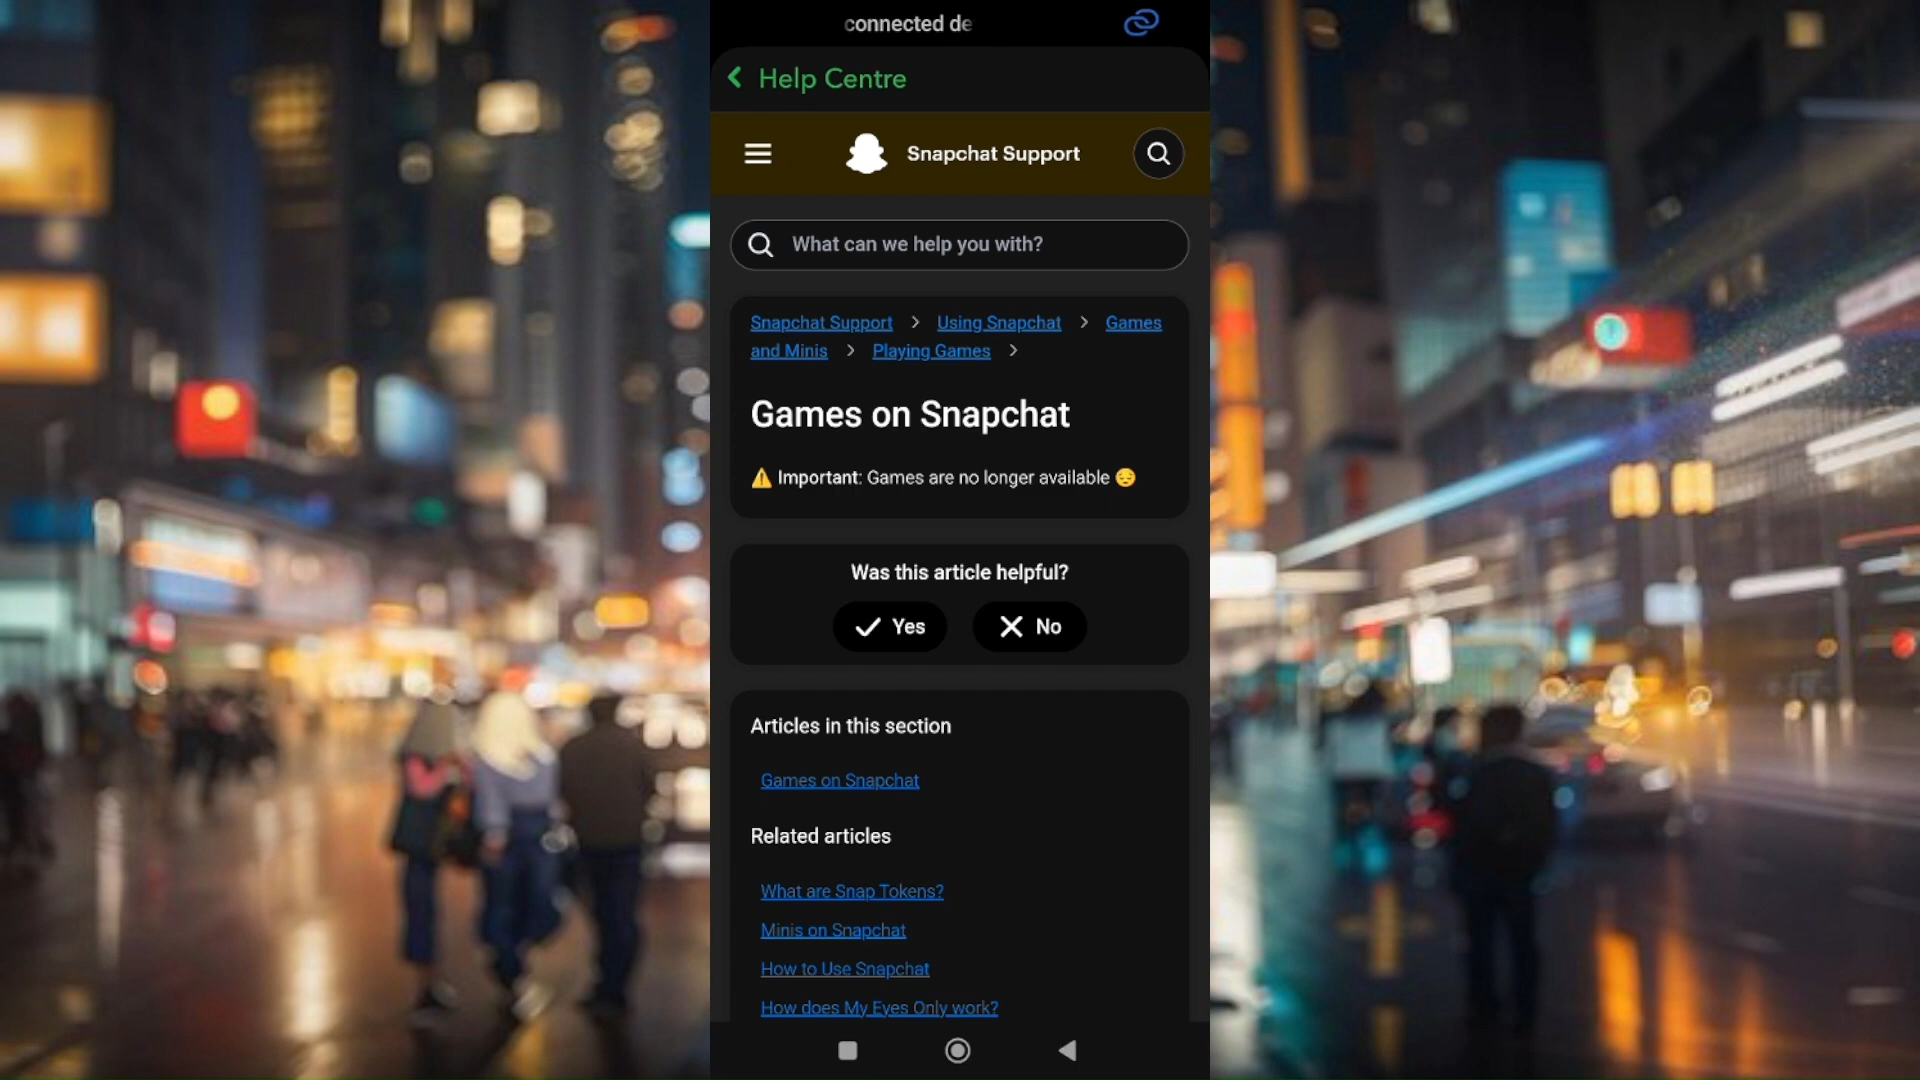 connected de
Help Centre
Snapchat Support
What can we help you with?
Snapchat Support > Using Snapchat > Games
and Minis > Playing Games >
Games on Snapchat
⚠️ Important: Games are no longer available 😔
Was this article helpful?
Yes No
Articles in this section
Games on Snapchat
Related articles
What are Snap Tokens?
Minis on Snapchat
How to Use Snapchat
How does My Eyes Only work?